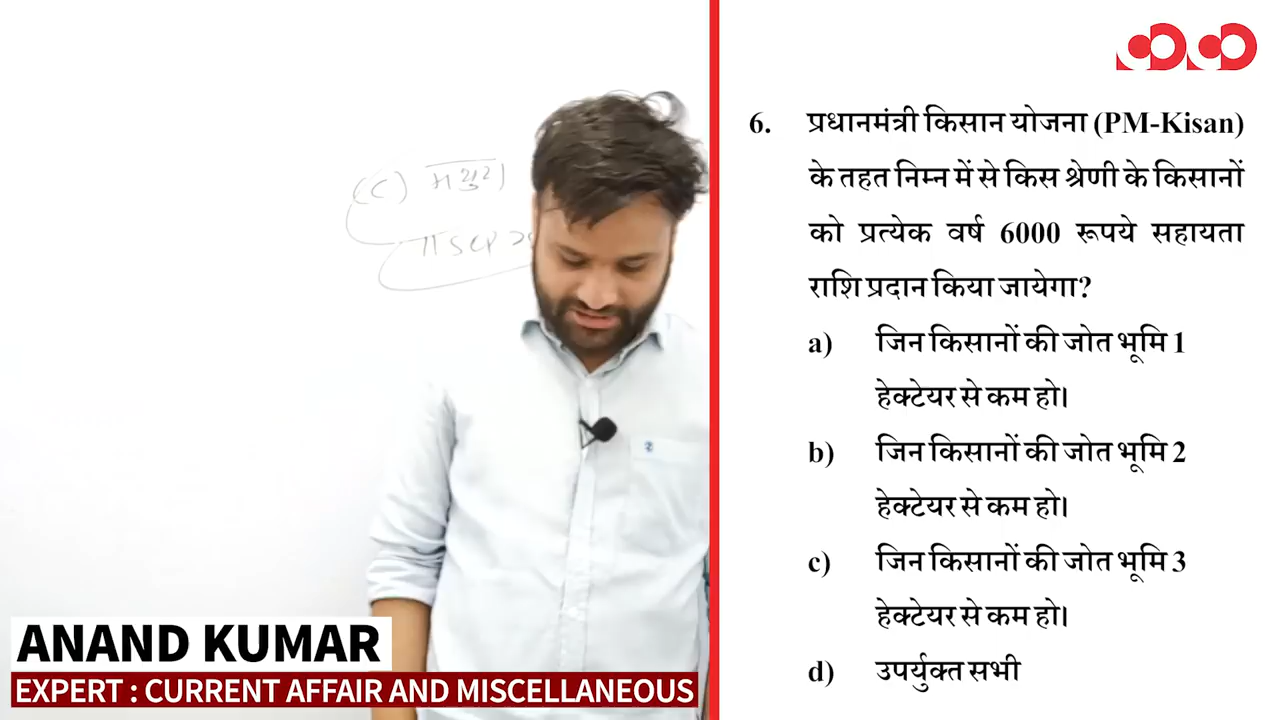 6. प्रधानमंत्री किसान योजना (PM-Kisan)
के तहत निम्न में से किस श्रेणी के किसानों
को प्रत्येक वर्ष 6000 रूपये सहायता
राशि प्रदान किया जायेगा?
a) जिन किसानों की जोत भूमि 1
हेक्टेयर से कम हो।
b) जिन किसानों की जोत भूमि 2
हेक्टेयर से कम हो।
c) जिन किसानों की जोत भूमि 3
हेक्टेयर से कम हो।
d) उपर्युक्त सभी
(c)
ANAND KUMAR
EXPERT : CURRENT AFFAIR AND MISCELLANEOUS